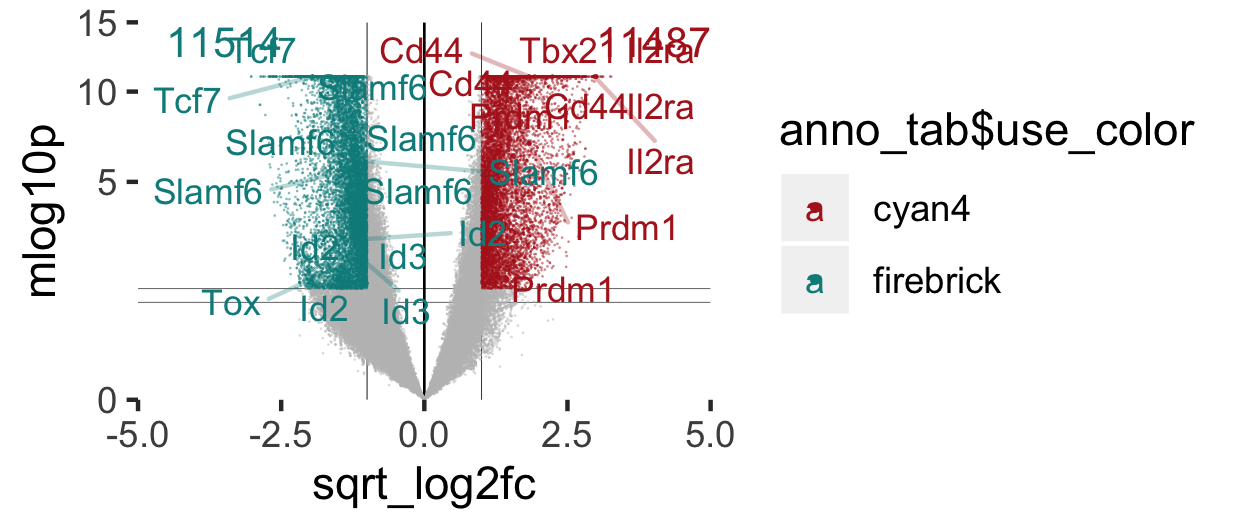 15
11514
Tcf7
Cd44
Tbx21
11487
Il2ra
10
Tcf7
Slamf6
Cd44
Prdm1
Cd44
Il2ra
Slamf6
Slamf6
Il2ra
5
Slamf6
Slamf6
Slamf6
Prdm1
Id2
Id2
Id3
Prdm1
Tox
Id2
Id3
0
-5.0
-2.5
0.0
2.5
5.0
sqrt_log2fc
mlog10p
anno_tab$use_color
a
cyan4
a
firebrick